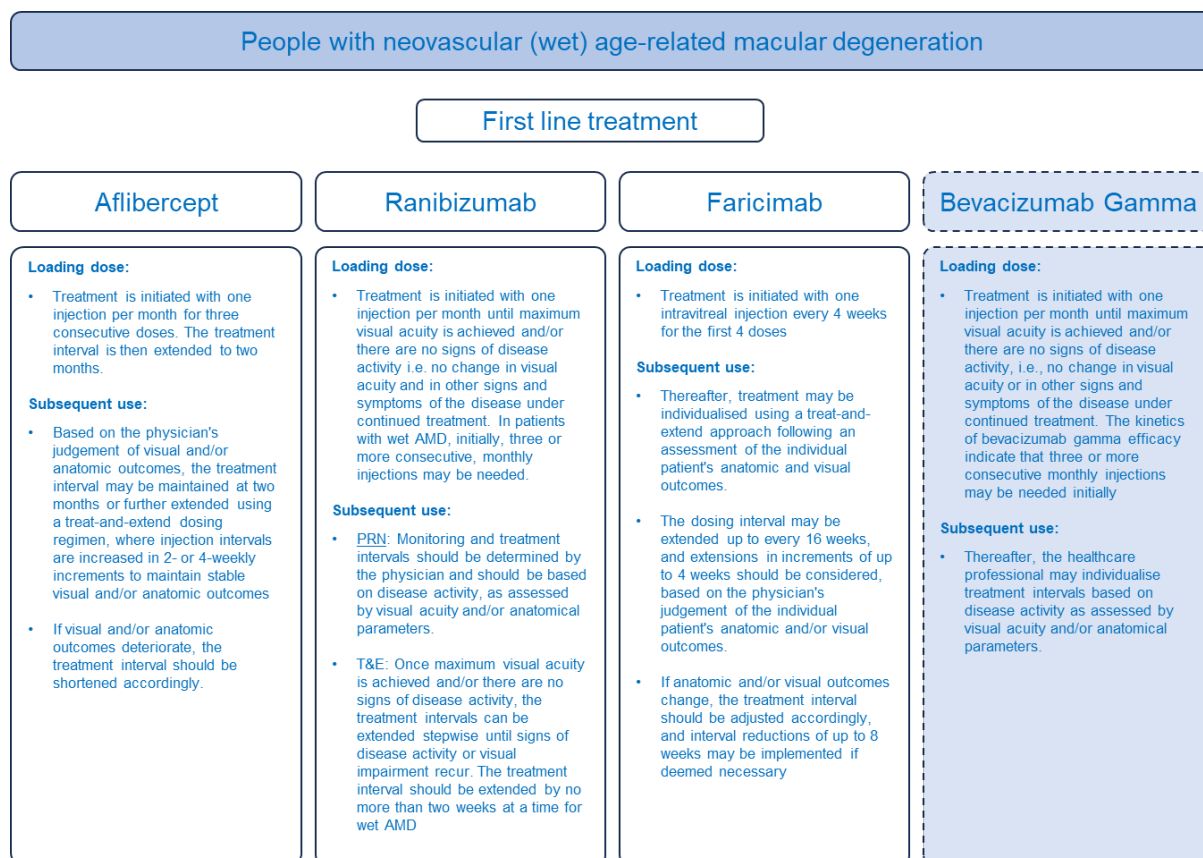 People with neovascular (wet) age-related macular degeneration
First line treatment
Aflibercept
Loading dose:
• Treatment is initiated with one
injection per month for three
consecutive doses. The treatment
interval is then extended to two
months.
Subsequent use:
• Based on the physician's
judgement of visual and/or
anatomic outcomes, the treatment
interval may be maintained at two
months or further extended using
a treat-and-extend dosing
regimen, where injection intervals
are increased in 2- or 4-weekly
increments to maintain stable
visual and/or anatomic outcomes
• If visual and/or anatomic
outcomes deteriorate, the
treatment interval should be
shortened accordingly.
Ranibizumab
Loading dose:
• Treatment is initiated with one
injection per month until maximum
visual acuity is achieved and/or
there are no signs of disease
activity i.e. no change in visual
acuity and in other signs and
symptoms of the disease under
continued treatment. In patients
with wet AMD, initially, three or
more consecutive, monthly
injections may be needed.
Subsequent use:
• PRN: Monitoring and treatment
intervals should be determined by
the physician and should be based
on disease activity, as assessed
by visual acuity and/or anatomical
parameters.
• T&E: Once maximum visual acuity
is achieved and/or there are no
signs of disease activity, the
treatment intervals can be
extended stepwise until signs of
disease activity or visual
impairment recur. The treatment
interval should be extended by no
more than two weeks at a time for
wet AMD
Faricimab
Loading dose:
• Treatment is initiated with one
intravitreal injection every 4 weeks
for the first 4 doses
Subsequent use:
• Thereafter, treatment may be
individualised using a treat-and-
extend approach following an
assessment of the individual
patient's anatomic and visual
outcomes.
• The dosing interval may be
extended up to every 16 weeks,
and extensions in increments of up
to 4 weeks should be considered,
based on the physician's
judgement of the individual
patient's anatomic and/or visual
outcomes.
• If anatomic and/or visual outcomes
change, the treatment interval
should be adjusted accordingly,
and interval reductions of up to 8
weeks may be implemented if
deemed necessary
Bevacizumab Gamma
Loading dose:
• Treatment is initiated with one
injection per month until maximum
visual acuity is achieved and/or
there are no signs of disease
activity, i.e., no change in visual
acuity or in other signs and
symptoms of the disease under
continued treatment. The kinetics
of bevacizumab gamma efficacy
indicate that three or more
consecutive monthly injections
may be needed initially
Subsequent use:
• Thereafter, the healthcare
professional may individualise
treatment intervals based on
disease activity as assessed by
visual acuity and/or anatomical
parameters.